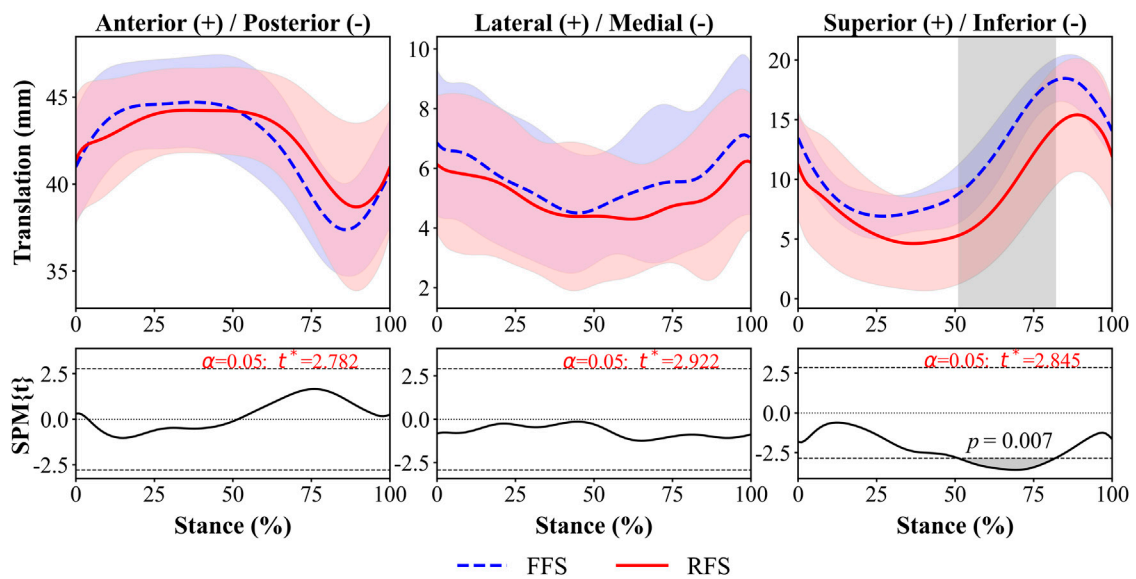 Anterior (+) / Posterior (-)
Lateral (+) / Medial (-)
Superior (+) / Inferior (-)
Translation (mm)
45
40
35
0 25 50 75 100
10
8
6
4
2
0 25 50 75 100
20
15
10
5
0
0 25 50 75 100
SPM{t}
α=0.05: t*=2.782
2.5
0.0
-2.5
0 25 50 75 100
Stance (%)
α=0.05: t*=2.922
2.5
0.0
-2.5
0 25 50 75 100
Stance (%)
α=0.05: t*=2.845
2.5
0.0
-2.5
p = 0.007
0 25 50 75 100
Stance (%)
FFS
RFS